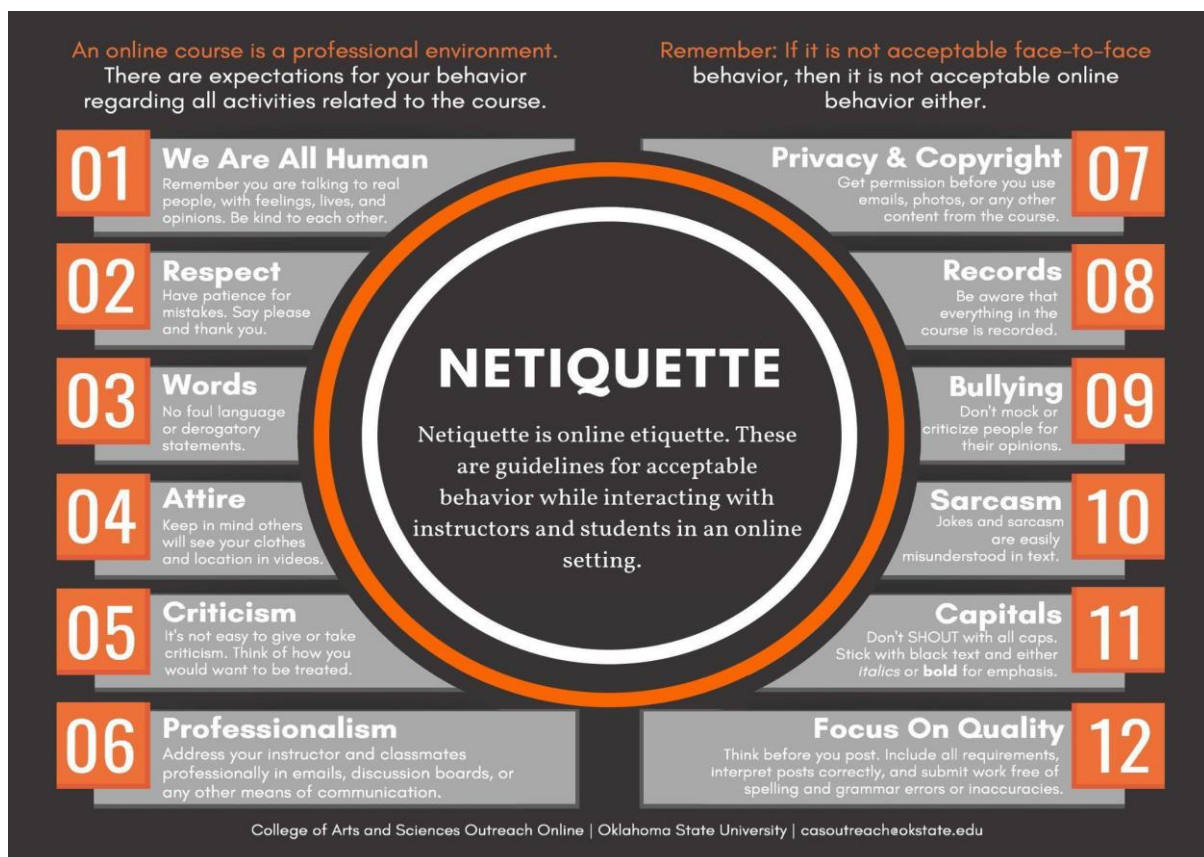 An online course is a professional environment.
There are expectations for your behavior
regarding all activities related to the course.
Remember: If it is not acceptable face-to-face
behavior, then it is not acceptable online
behavior either.
01
We Are All Human
Remember you are talking to real
people, with feelings, lives, and
opinions. Be kind to each other.
02
Respect
Have patience for
mistakes. Say please
and thank you.
03
Words
No foul language
or derogatory
statements.
04
Attire
Keep in mind others
will see your clothes
and location in videos.
05
Criticism
It's not easy to give or take
criticism. Think of how you
would want to be treated.
06
Professionalism
Address your instructor and classmates
professionally in emails, discussion boards, or
any other means of communication.
NETIQUETTE
Netiquette is online etiquette. These
are guidelines for acceptable
behavior while interacting with
instructors and students in an online
setting.
Privacy & Copyright
07
Get permission before you use
emails, photos, or any other
content from the course.
Records
08
Be aware that
everything in the
course is recorded.
Bullying
09
Don't mock or
criticize people for
their opinions.
Sarcasm
10
Jokes and sarcasm
are easily
misunderstood in text.
Capitals
11
Don't SHOUT with all caps.
Stick with black text and either
italics or bold for emphasis.
Focus On Quality
12
Think before you post. Include all requirements,
interpret posts correctly, and submit work free of
spelling and grammar errors or inaccuracies.
College of Arts and Sciences Outreach Online | Oklahoma State University | casoutreach@okstate.edu